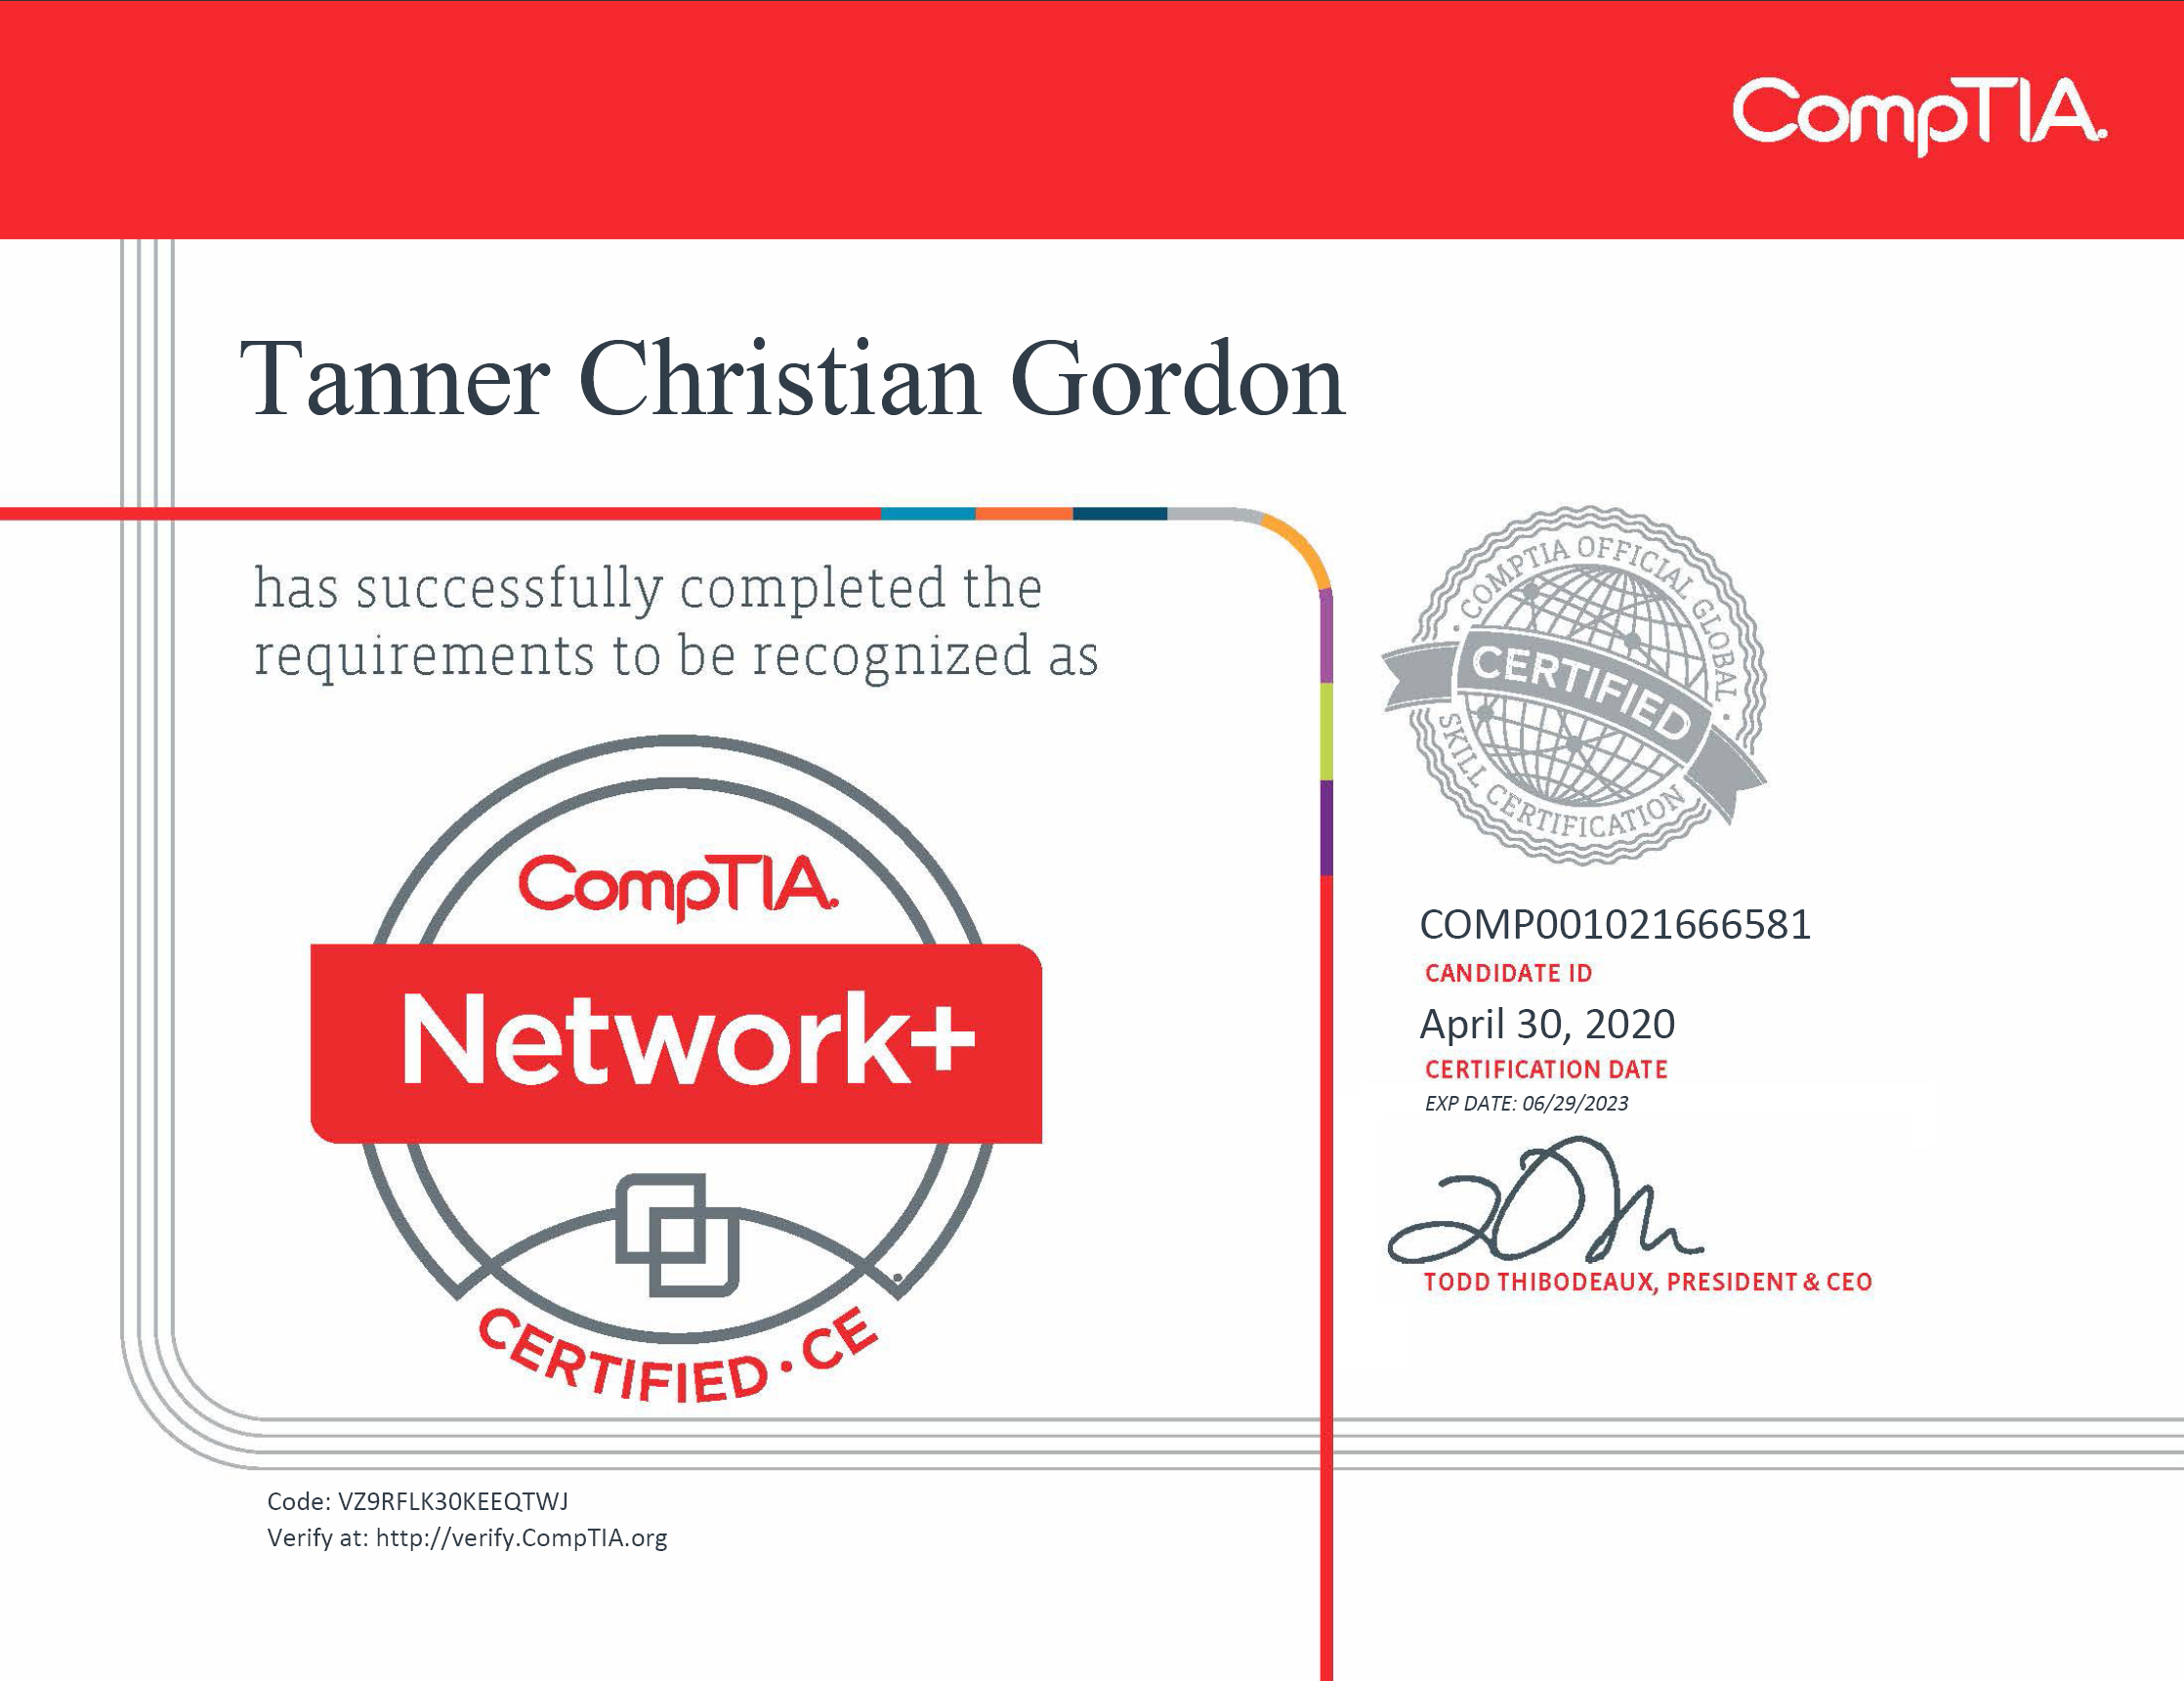 CompTIA.
Tanner Christian Gordon
has successfully completed the
requirements to be recognized as
CompTIA.
Network+
CERTIFIED • CE
• COMPTIA OFFICIAL GLOBAL •
CERTIFIED
SKILL CERTIFICATION
COMP001021666581
CANDIDATE ID
April 30, 2020
CERTIFICATION DATE
EXP DATE: 06/29/2023
TODD THIBODEAUX, PRESIDENT & CEO
Code: VZ9RFLK30KEEQTWJ
Verify at: http://verify.CompTIA.org